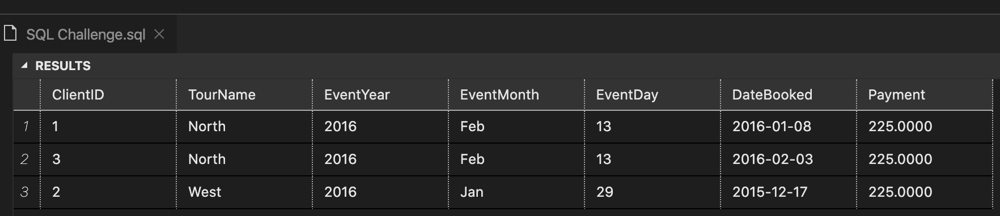 SQL Challenge.sql
RESULTS
ClientID TourName EventYear EventMonth EventDay DateBooked Payment
1 1 North 2016 Feb 13 2016-01-08 225.0000
2 3 North 2016 Feb 13 2016-02-03 225.0000
3 2 West 2016 Jan 29 2015-12-17 225.0000